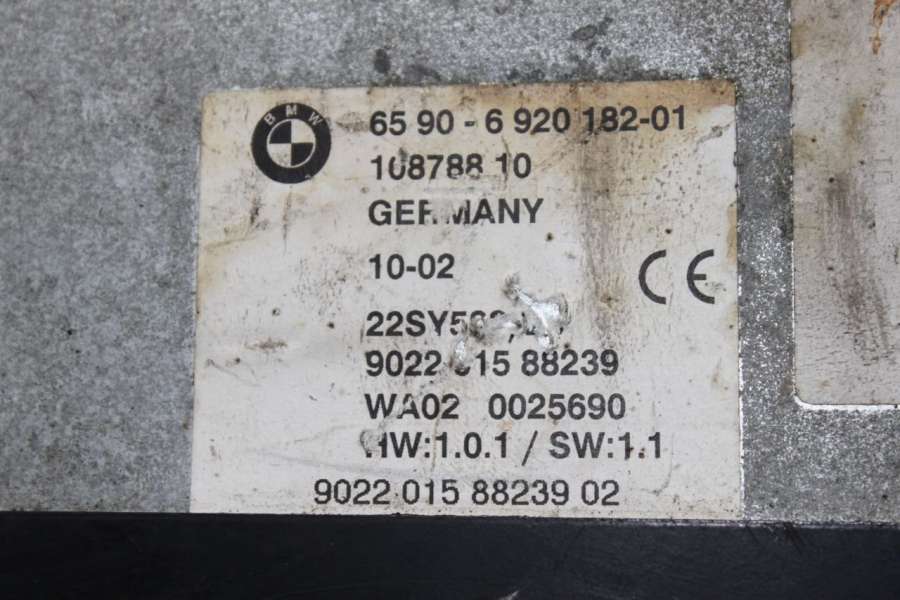 BMW
65 90 - 6 920 182-01
108788 10
GERMANY
10-02
CE
9022 015 88239
WA02 0025690
HW:1.0.1 / SW:1.1
9022 015 88239 02